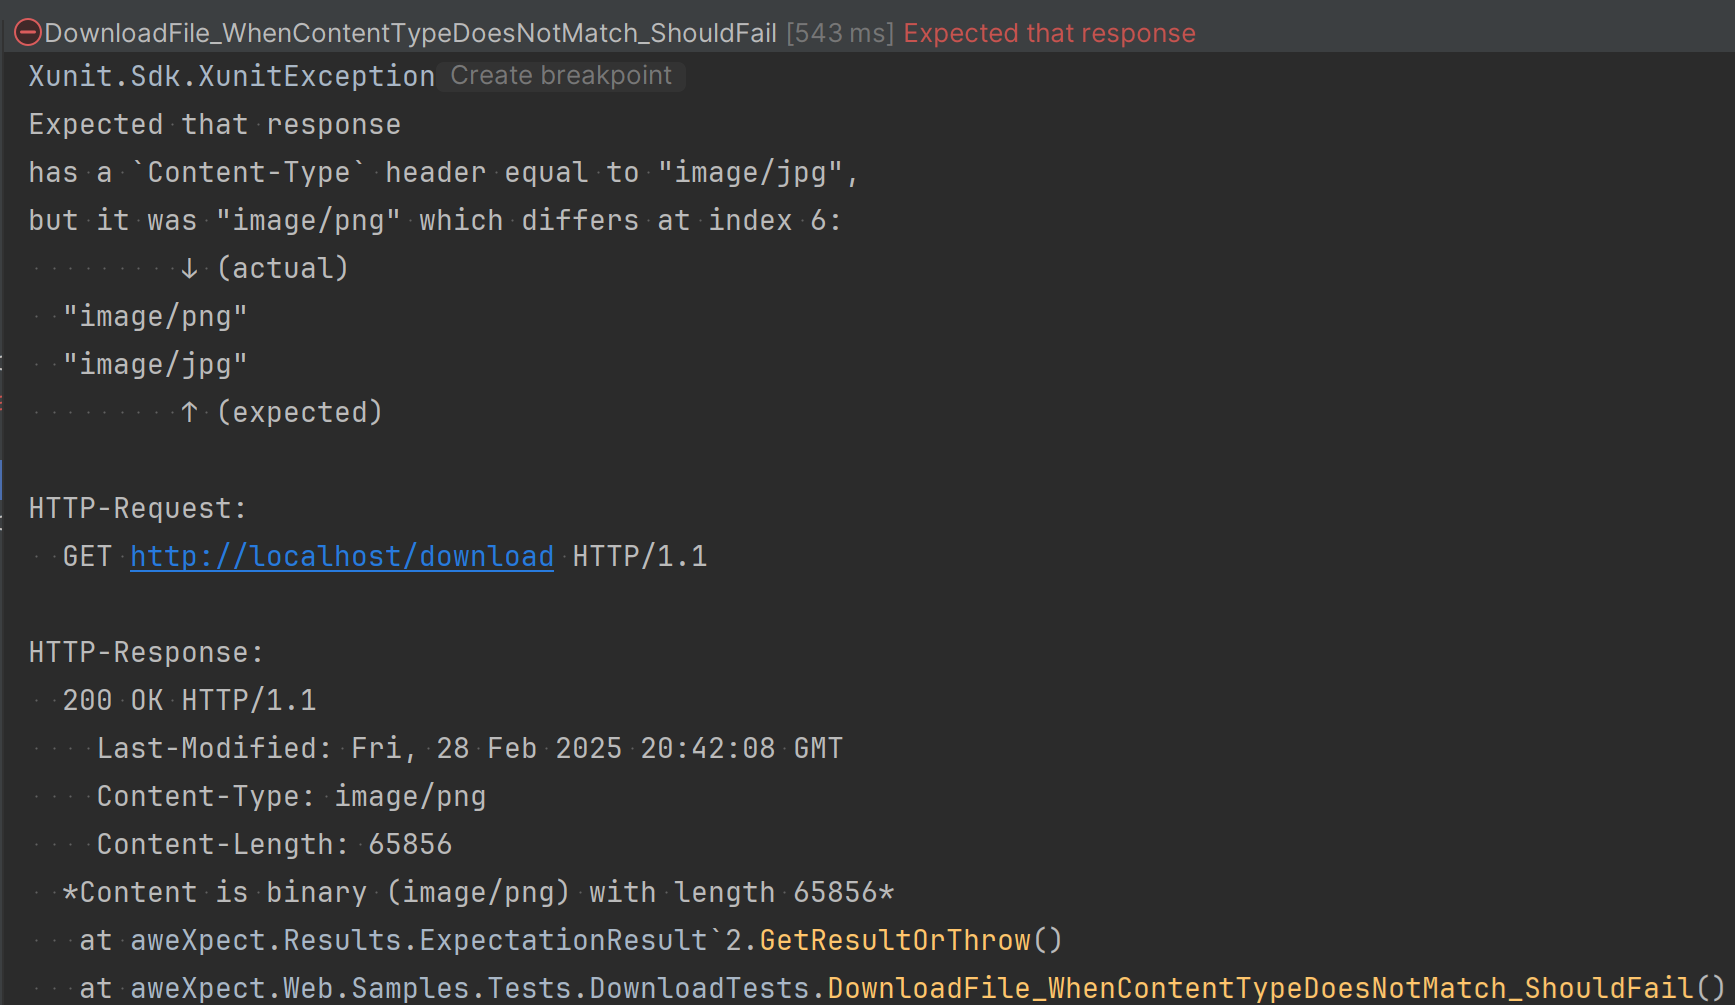 DownloadFile_WhenContentTypeDoesNotMatch_ShouldFail [543 ms] Expected that response
Xunit.Sdk.XunitException Create breakpoint
Expected that response
has a `Content-Type` header equal to "image/jpg",
but it was "image/png" which differs at index 6:
         ↓ (actual)
  "image/png"
  "image/jpg"
         ↑ (expected)
HTTP-Request:
  GET http://localhost/download HTTP/1.1
HTTP-Response:
  200 OK HTTP/1.1
    Last-Modified: Fri, 28 Feb 2025 20:42:08 GMT
    Content-Type: image/png
    Content-Length: 65856
  *Content is binary (image/png) with length 65856*
   at aweXpect.Results.ExpectationResult`2.GetResultOrThrow()
   at aweXpect.Web.Samples.Tests.DownloadTests.DownloadFile_WhenContentTypeDoesNotMatch_ShouldFail()